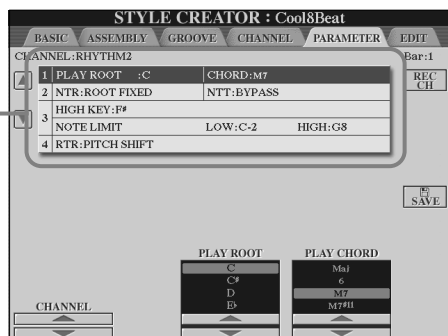 STYLE CREATOR : Cool8Beat
BASIC ASSEMBLY GROOVE CHANNEL PARAMETER EDIT
CHANNEL:RHYTHM2 Bar:1
1 PLAY ROOT :C CHORD:M7
REC CH
2 NTR:ROOT FIXED NTT:BYPASS
3 HIGH KEY:F♯
NOTE LIMIT LOW:C-2 HIGH:G8
4 RTR:PITCH SHIFT
SAVE
PLAY ROOT PLAY CHORD
C Maj
C♯ 6
D M7
E♭ M7♯11
CHANNEL